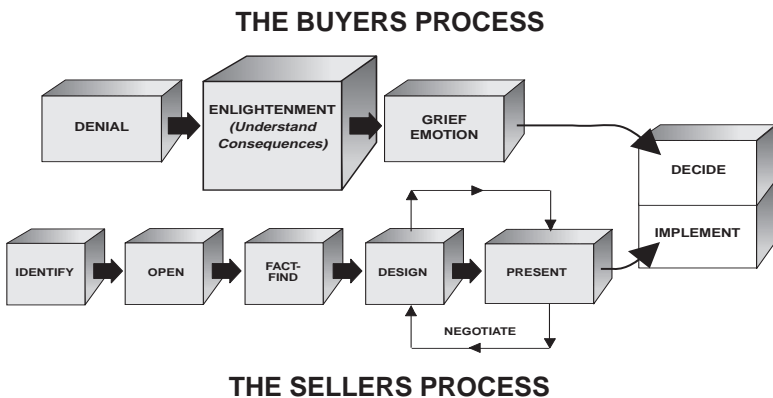 THE BUYERS PROCESS
DENIAL
ENLIGHTENMENT
(Understand
Consequences)
GRIEF
EMOTION
DECIDE
IMPLEMENT
IDENTIFY
OPEN
FACT-
FIND
DESIGN
PRESENT
NEGOTIATE
THE SELLERS PROCESS